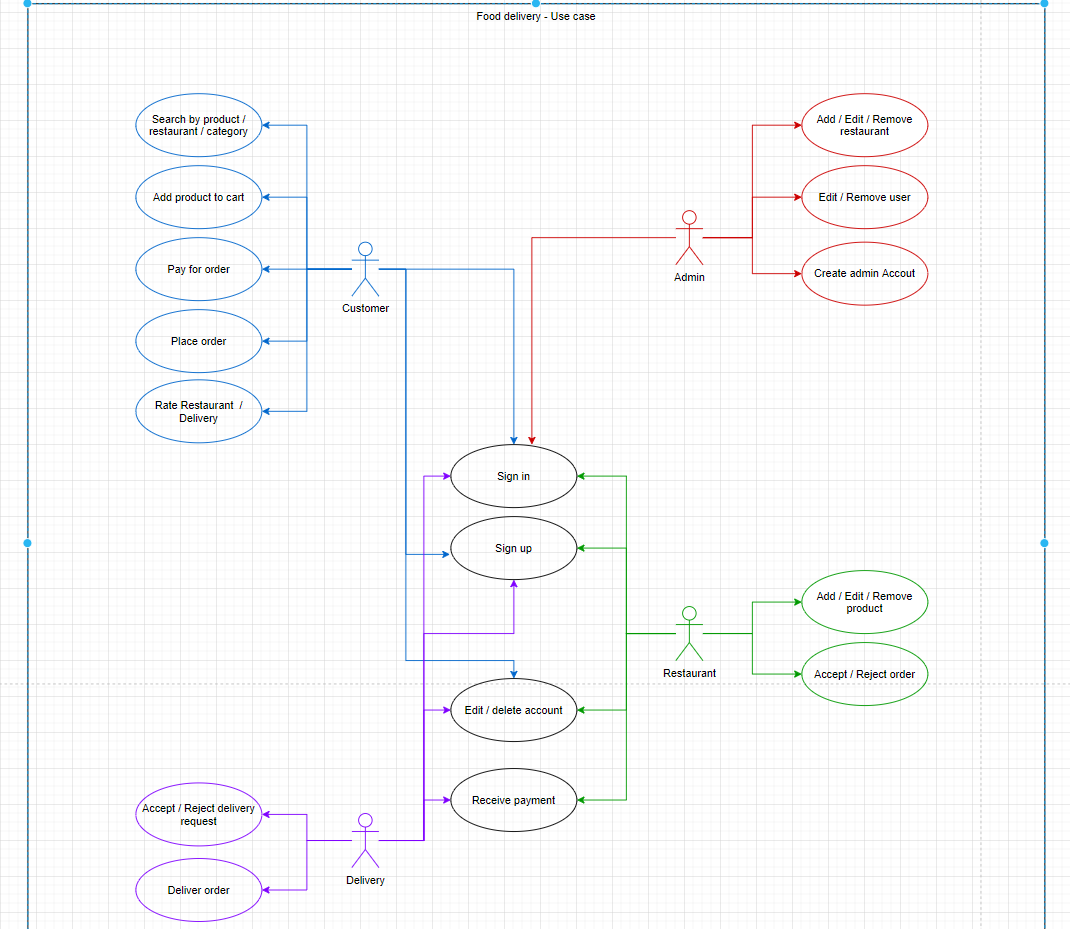 Food delivery - Use case
Search by product /
restaurant / category
Add product to cart
Pay for order
Place order
Rate Restaurant /
Delivery
Customer
Add / Edit / Remove
restaurant
Edit / Remove user
Create admin Accout
Admin
Sign in
Sign up
Edit / delete account
Receive payment
Add / Edit / Remove
product
Accept / Reject order
Restaurant
Accept / Reject delivery
request
Deliver order
Delivery